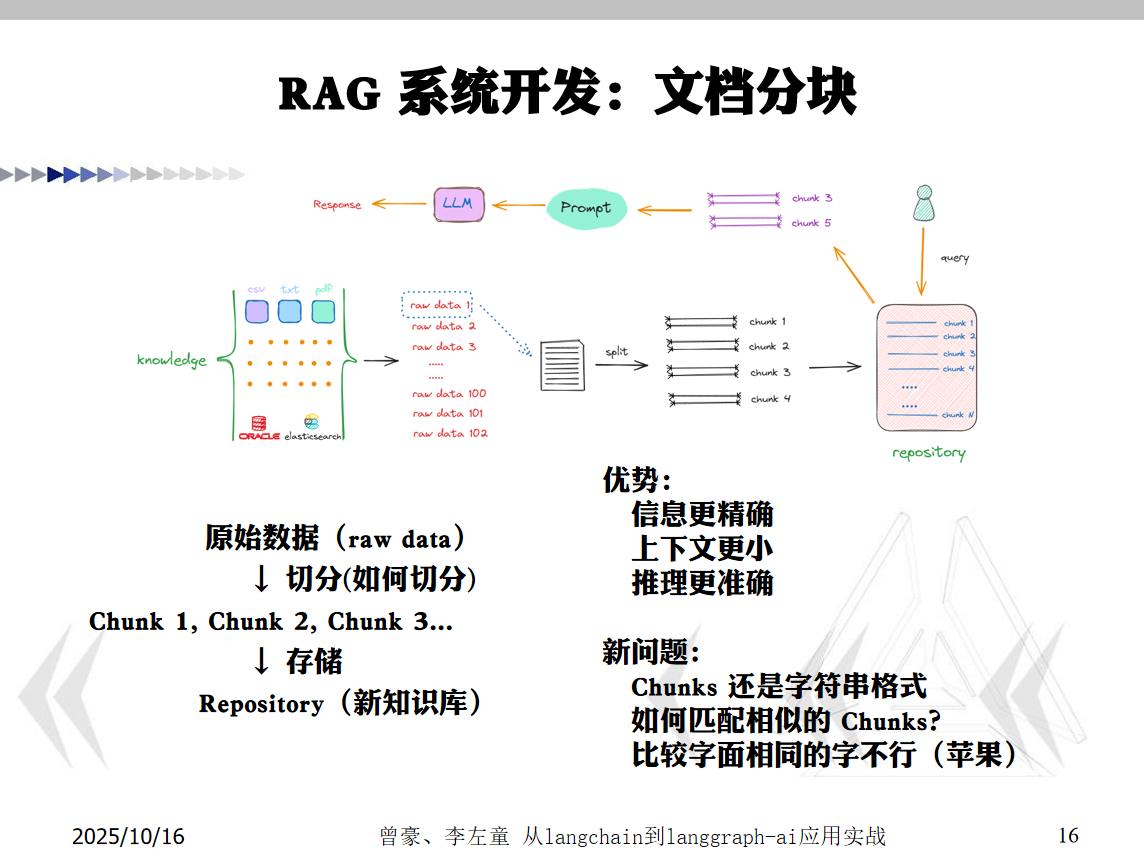 RAG 系统开发：文档分块
Response
LLM
Prompt
chunk 3
chunk 5
query
csv txt pdf
knowledge
ORACLE elasticsearch
raw data 1
raw data 2
raw data 3
.....
.....
raw data 100
raw data 101
raw data 102
split
chunk 1
chunk 2
chunk 3
chunk 4
chunk 1
chunk 2
chunk 3
chunk 4
....
....
chunk N
repository
原始数据（raw data）
↓ 切分(如何切分)
Chunk 1, Chunk 2, Chunk 3...
↓ 存储
Repository（新知识库）
优势：
信息更精确
上下文更小
推理更准确
新问题：
Chunks 还是字符串格式
如何匹配相似的 Chunks?
比较字面相同的字不行（苹果）
2025/10/16
曾豪、李左童 从langchain到langgraph-ai应用实战
16